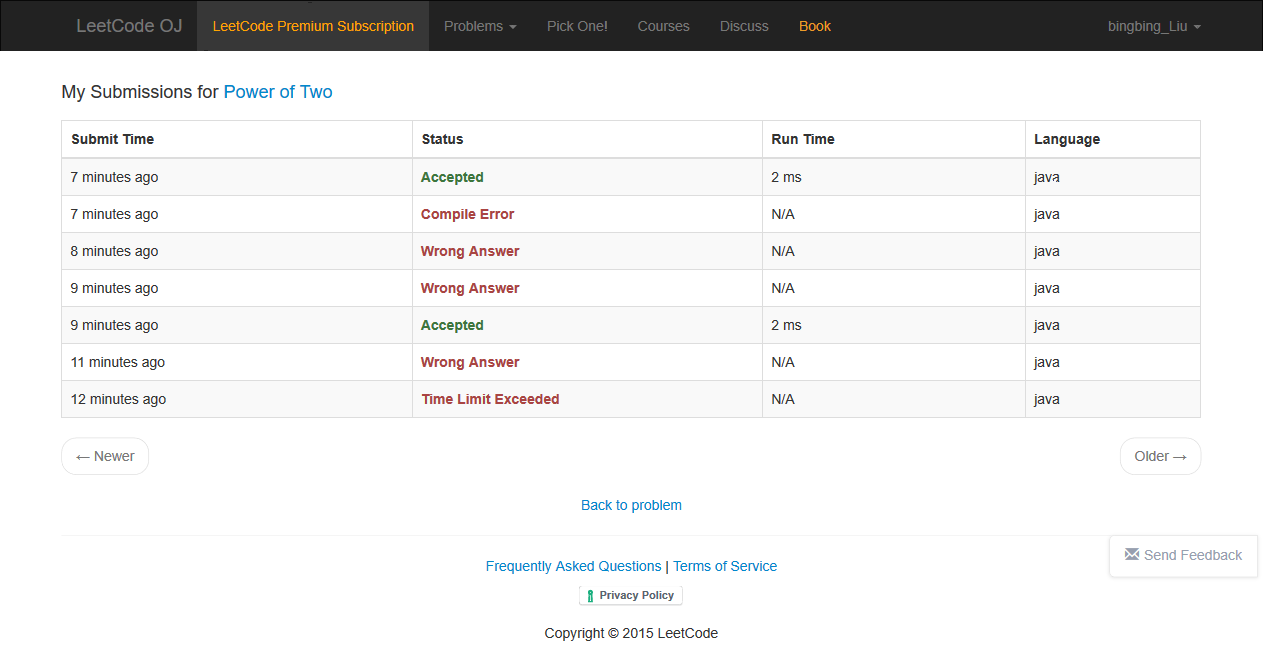 LeetCode OJ LeetCode Premium Subscription Problems Pick One! Courses Discuss Book bingbing_Liu
My Submissions for Power of Two
Submit Time Status Run Time Language
7 minutes ago Accepted 2 ms java
7 minutes ago Compile Error N/A java
8 minutes ago Wrong Answer N/A java
9 minutes ago Wrong Answer N/A java
9 minutes ago Accepted 2 ms java
11 minutes ago Wrong Answer N/A java
12 minutes ago Time Limit Exceeded N/A java
← Newer Older →
Back to problem
Send Feedback
Frequently Asked Questions | Terms of Service
Privacy Policy
Copyright © 2015 LeetCode